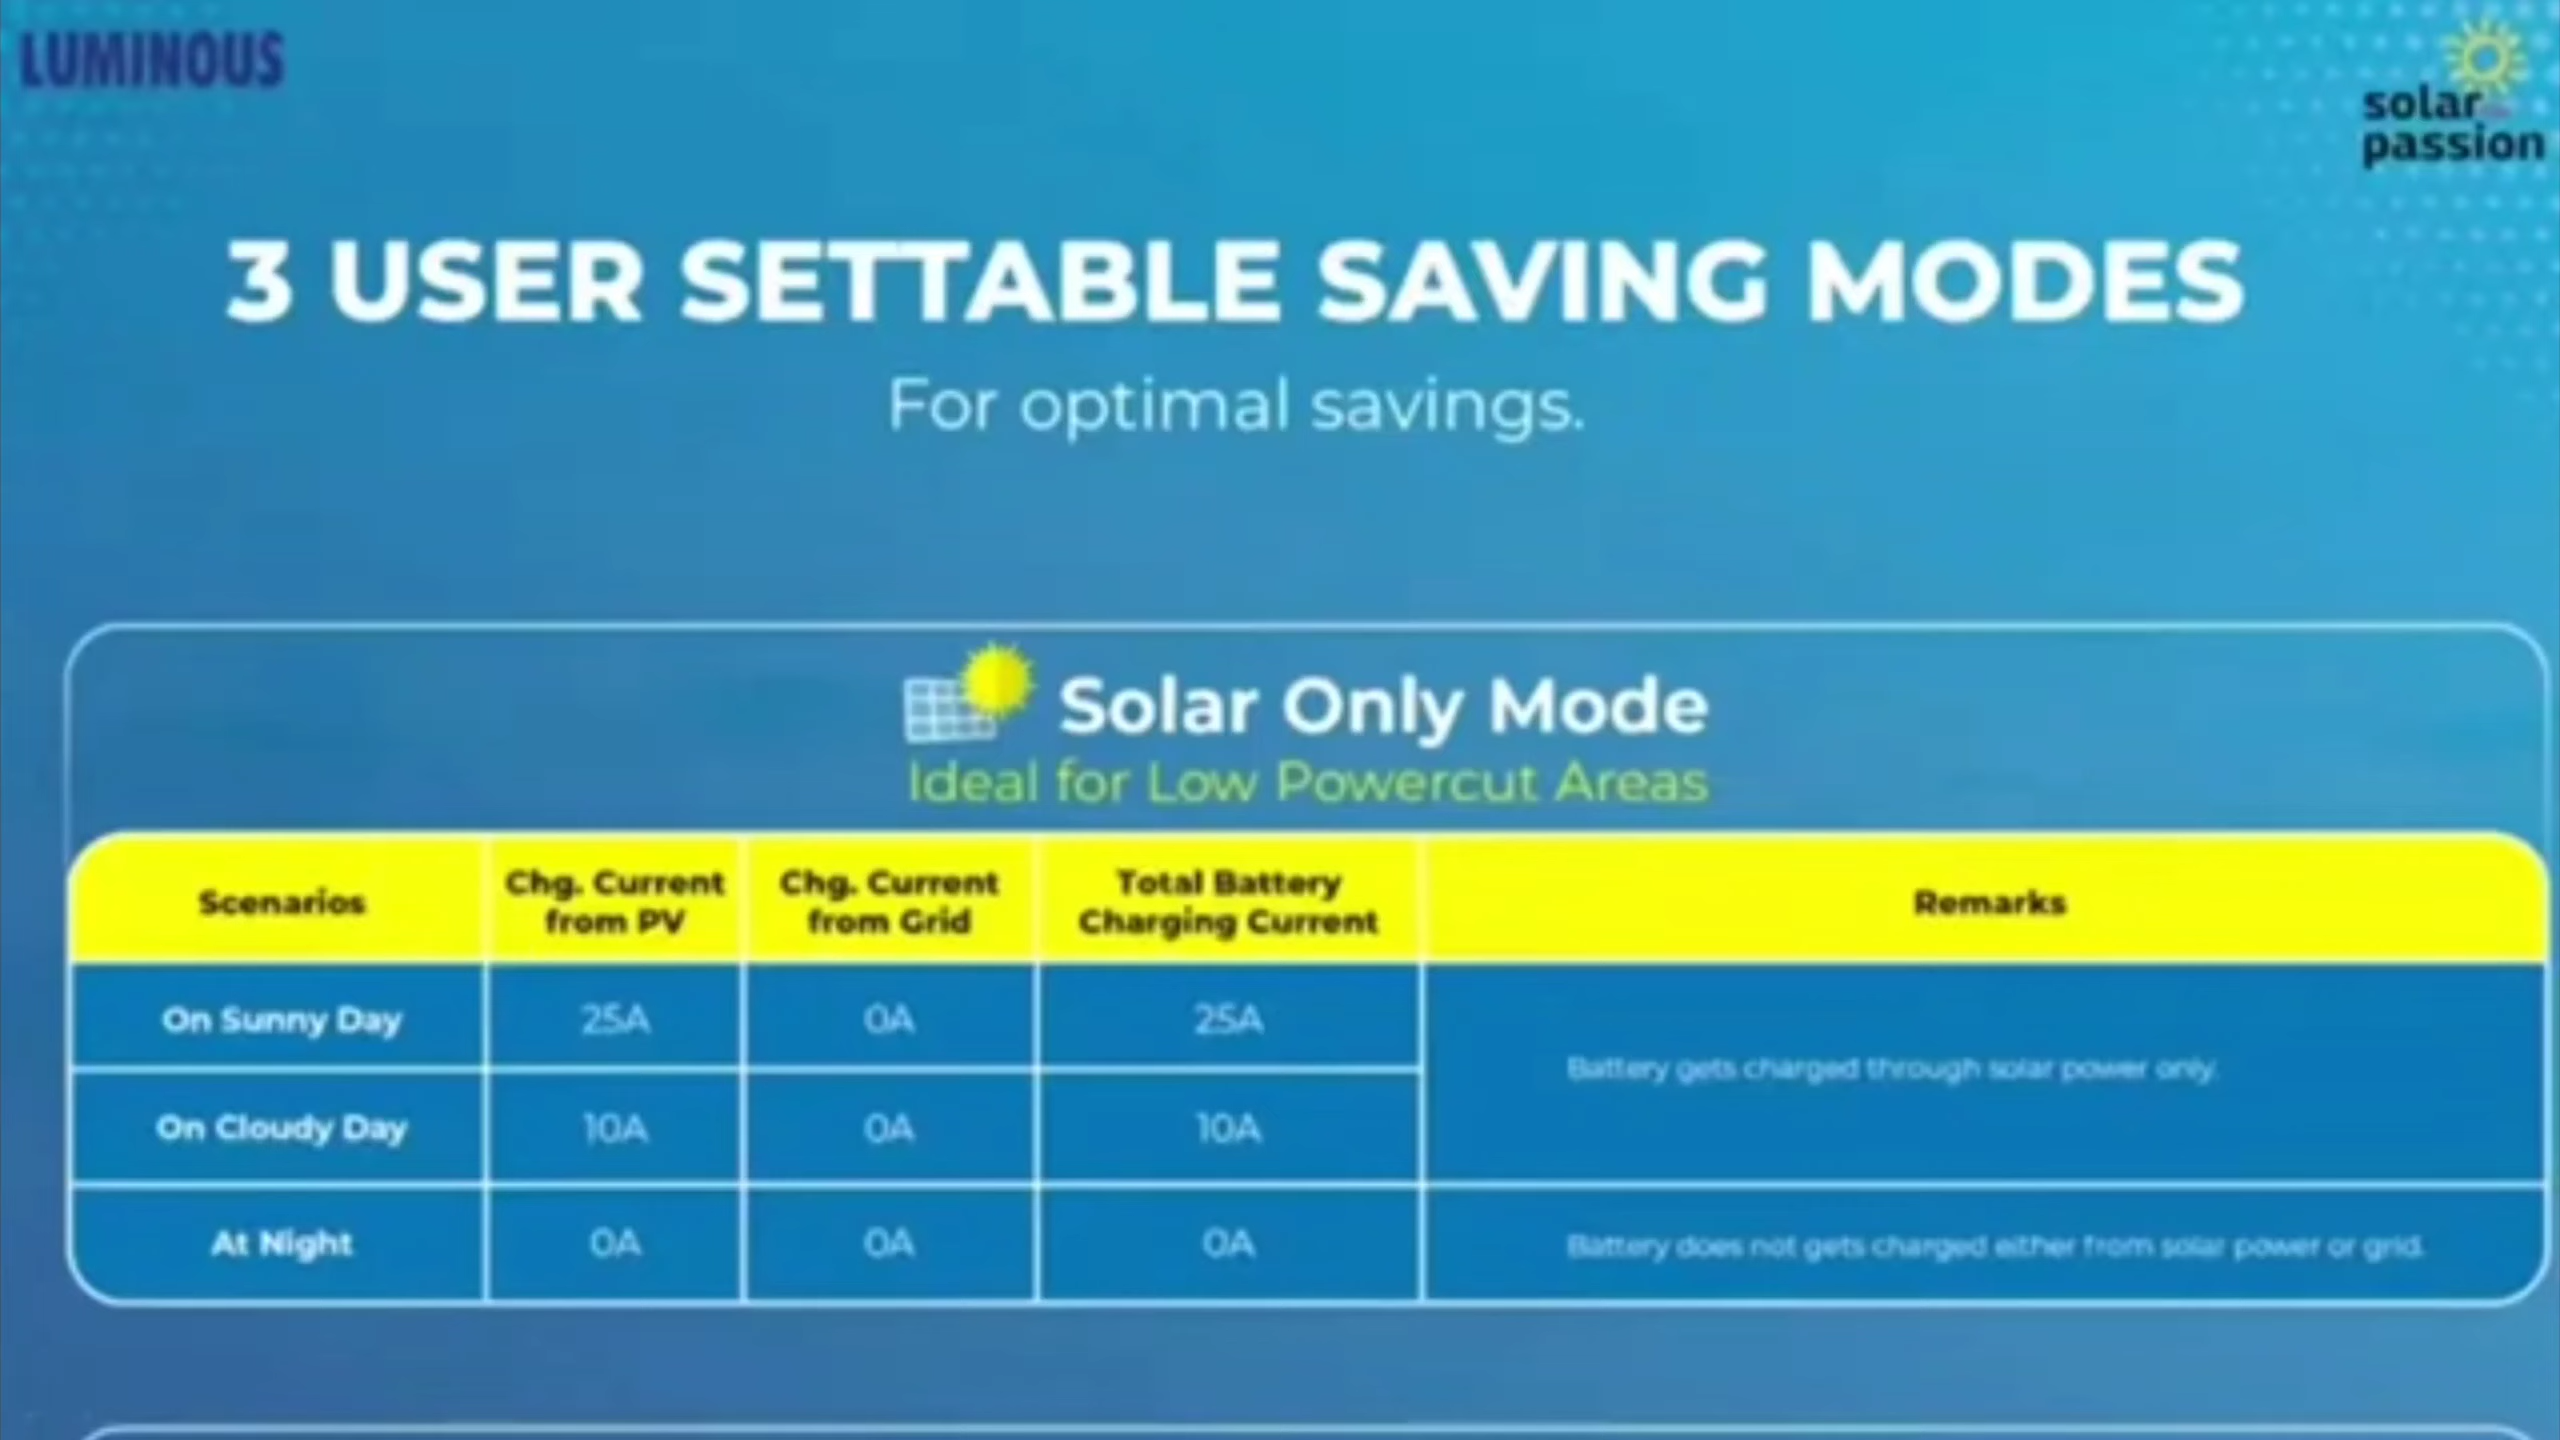 LUMINOUS
solar
passion
3 USER SETTABLE SAVING MODES
For optimal savings.
Solar Only Mode
Ideal for Low Powercut Areas
Scenarios
Chg. Current
from PV
Chg. Current
from Grid
Total Battery
Charging Current
Remarks
On Sunny Day
25A
0A
25A
Battery gets charged through solar power only.
On Cloudy Day
10A
0A
10A
At Night
0A
0A
0A
Battery does not gets charged either from solar power or grid.